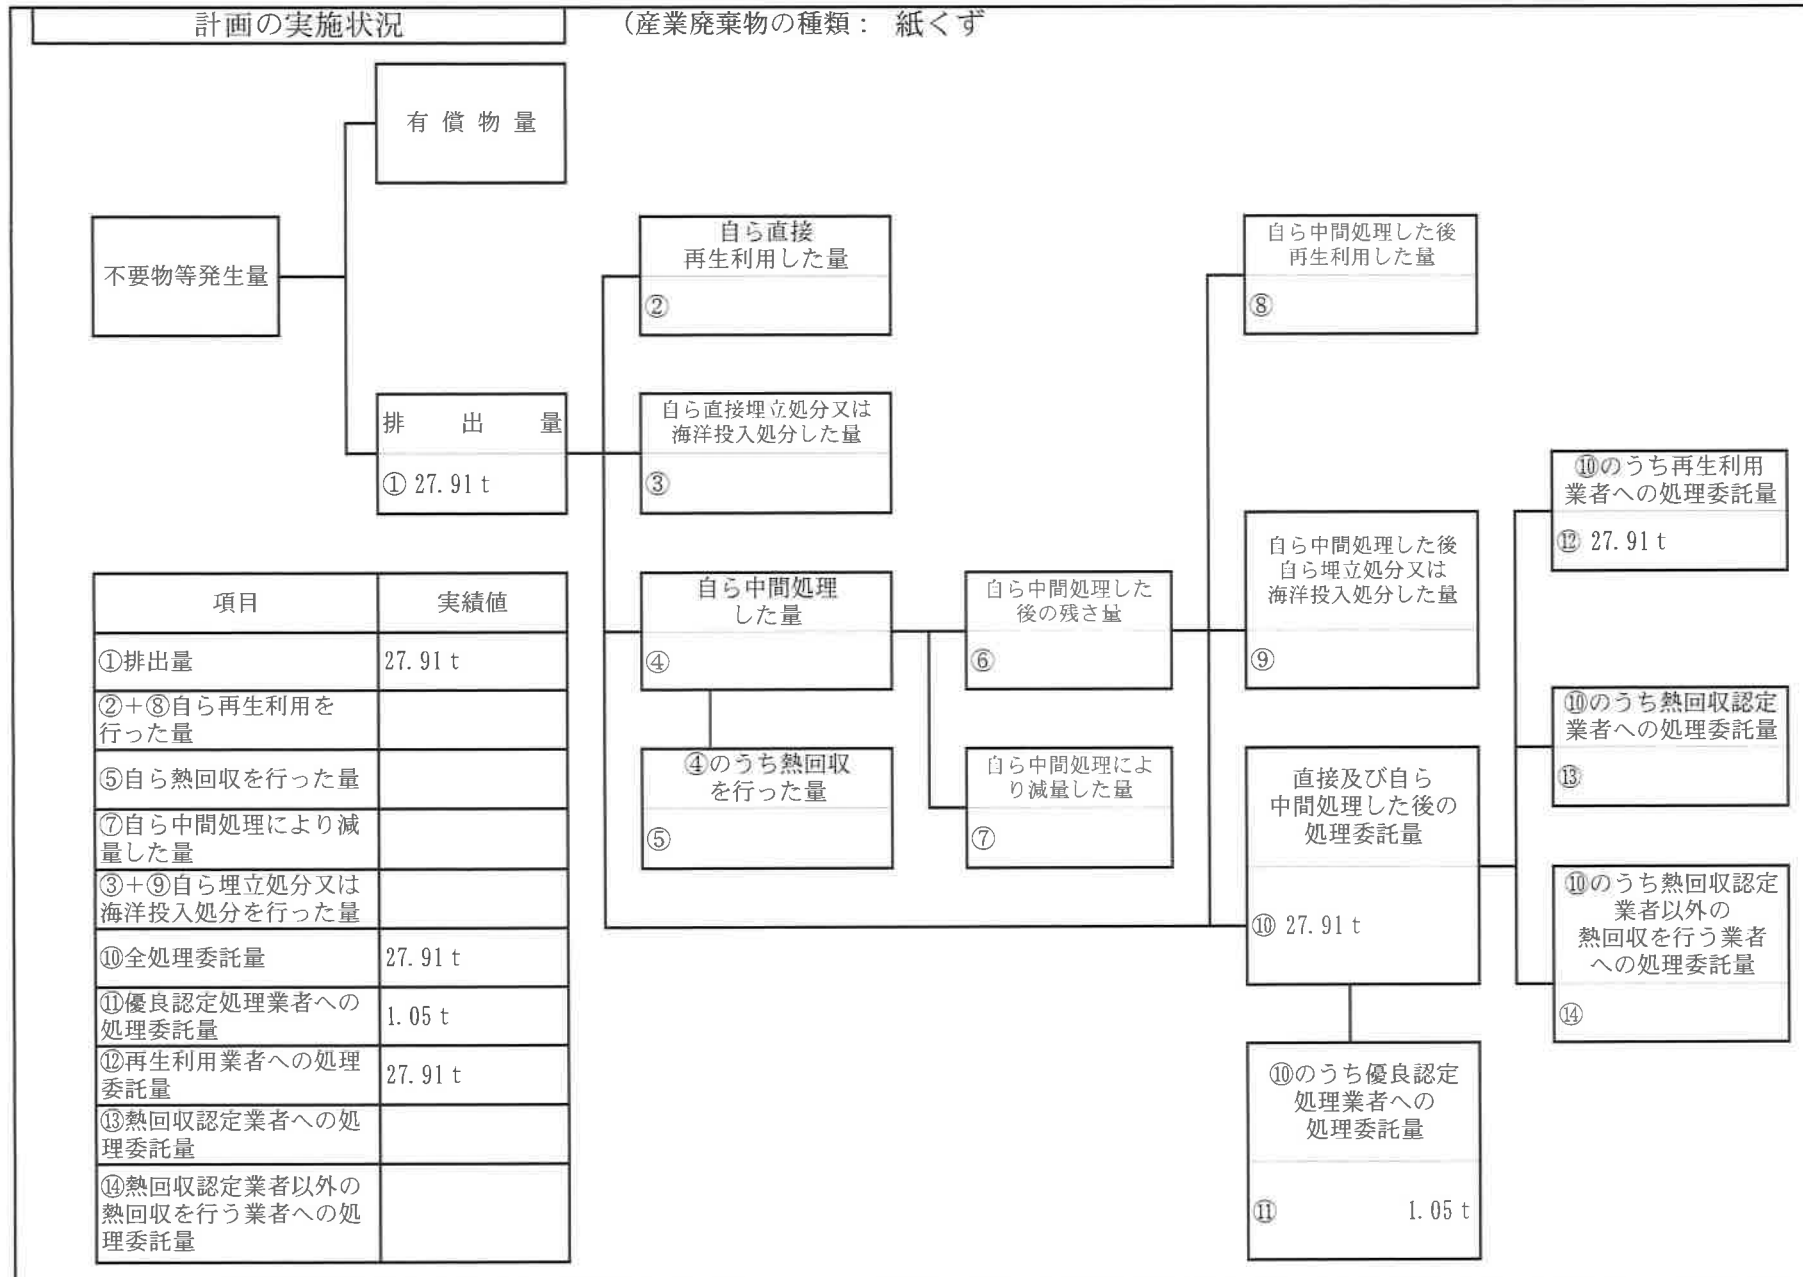 計画の実施状況
（産業廃棄物の種類： 紙くず
有償物量
不要物等発生量
排出量
① 27.91 t
自ら直接
再生利用した量
②
自ら直接埋立処分又は
海洋投入処分した量
③
自ら中間処理
した量
④
④のうち熱回収
を行った量
⑤
自ら中間処理した
後の残さ量
⑥
自ら中間処理によ
り減量した量
⑦
自ら中間処理した後
再生利用した量
⑧
自ら中間処理した後
自ら埋立処分又は
海洋投入処分した量
⑨
直接及び自ら
中間処理した後の
処理委託量
⑩ 27.91 t
⑩のうち優良認定
処理業者への
処理委託量
⑪ 1.05 t
⑩のうち再生利用
業者への処理委託量
⑫ 27.91 t
⑩のうち熱回収認定
業者への処理委託量
⑬
⑩のうち熱回収認定
業者以外の
熱回収を行う業者
への処理委託量
⑭
項目 実績値
①排出量 27.91 t
②＋⑧自ら再生利用を
行った量
⑤自ら熱回収を行った量
⑦自ら中間処理により減
量した量
③＋⑨自ら埋立処分又は
海洋投入処分を行った量
⑩全処理委託量 27.91 t
⑪優良認定処理業者への
処理委託量 1.05 t
⑫再生利用業者への処理
委託量 27.91 t
⑬熱回収認定業者への処
理委託量
⑭熱回収認定業者以外の
熱回収を行う業者への処
理委託量